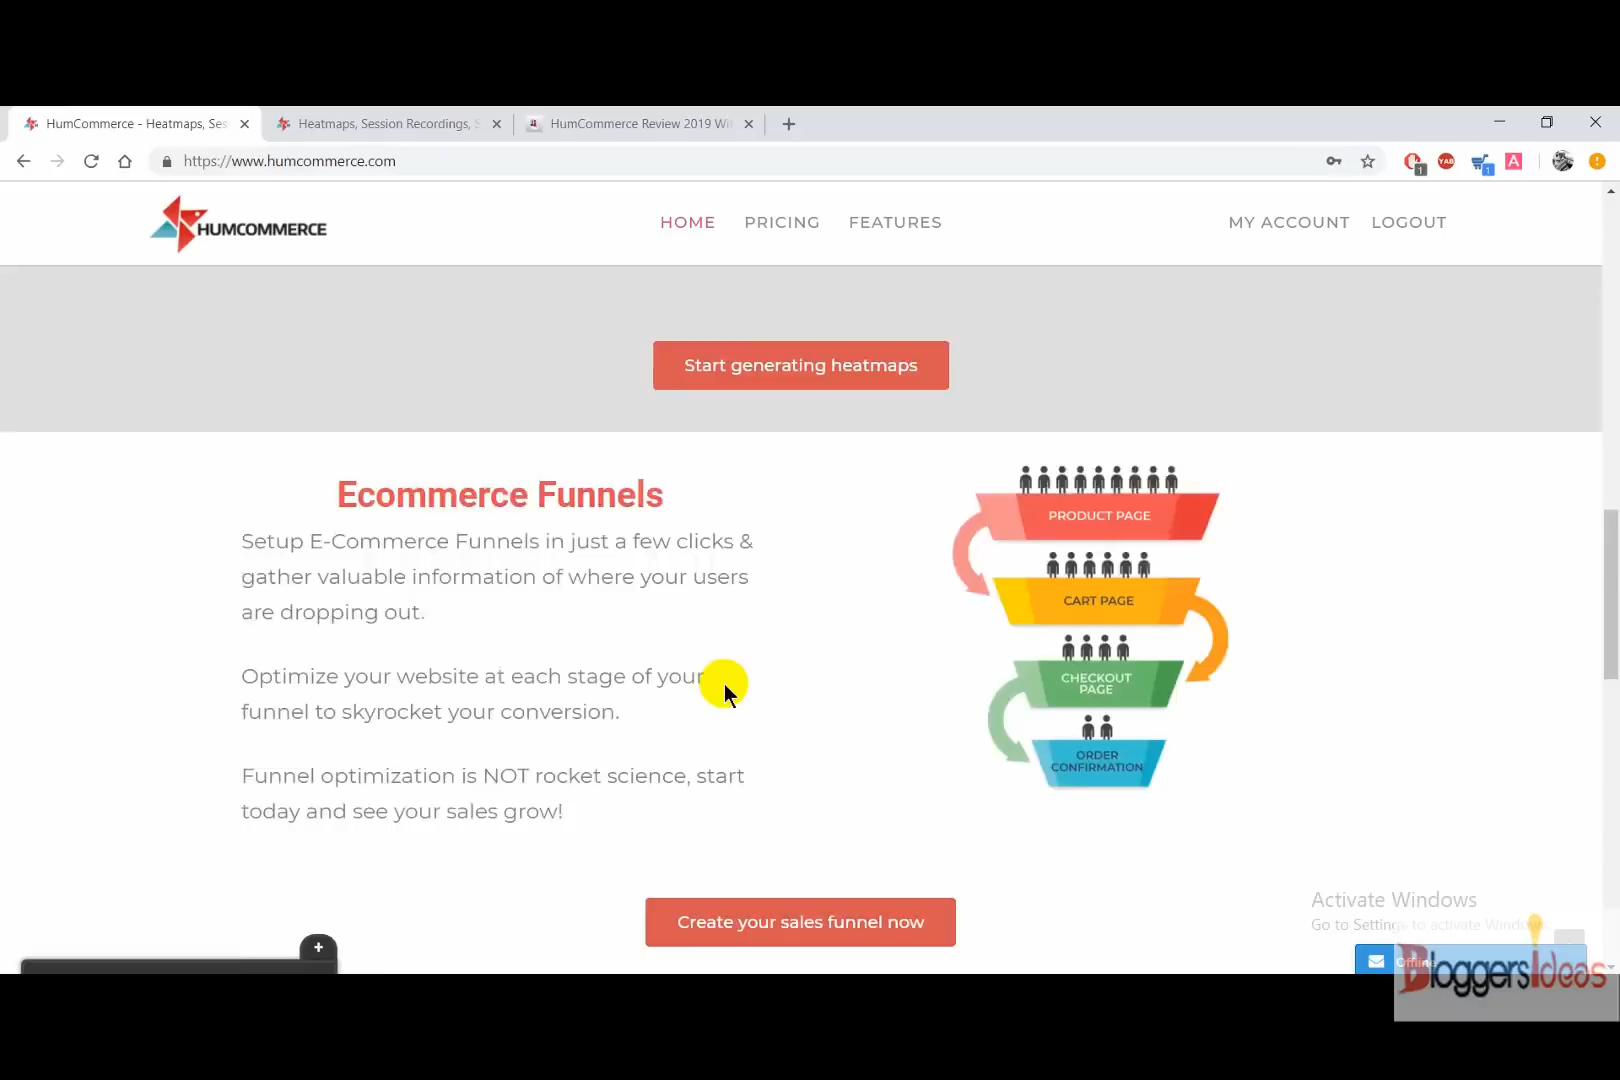 HumCommerce - Heatmaps, Ses
Heatmaps, Session Recordings, S
HumCommerce Review 2019 Wi
https://www.humcommerce.com
1
YAB
1
A
HUMCOMMERCE
HOME
PRICING
FEATURES
MY ACCOUNT
LOGOUT
Start generating heatmaps
Ecommerce Funnels
Setup E-Commerce Funnels in just a few clicks &
gather valuable information of where your users
are dropping out.
Optimize your website at each stage of your
funnel to skyrocket your conversion.
Funnel optimization is NOT rocket science, start
today and see your sales grow!
PRODUCT PAGE
CART PAGE
CHECKOUT
PAGE
ORDER
CONFIRMATION
Create your sales funnel now
Activate Windows
Go to Settings to activate Windows.
Offline
BloggersIdeas